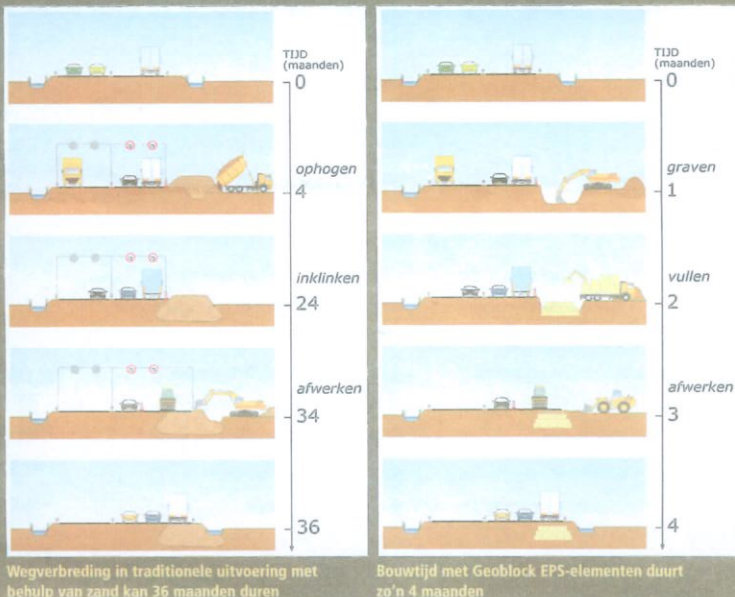 TIJD
(maanden)
0
ophogen
4
inklinken
24
afwerken
34
36
Wegverbreding in traditionele uitvoering met
behulp van zand kan 36 maanden duren
TIJD
(maanden)
0
graven
1
vullen
2
afwerken
3
4
Bouwtijd met Geoblock EPS-elementen duurt
zo'n 4 maanden